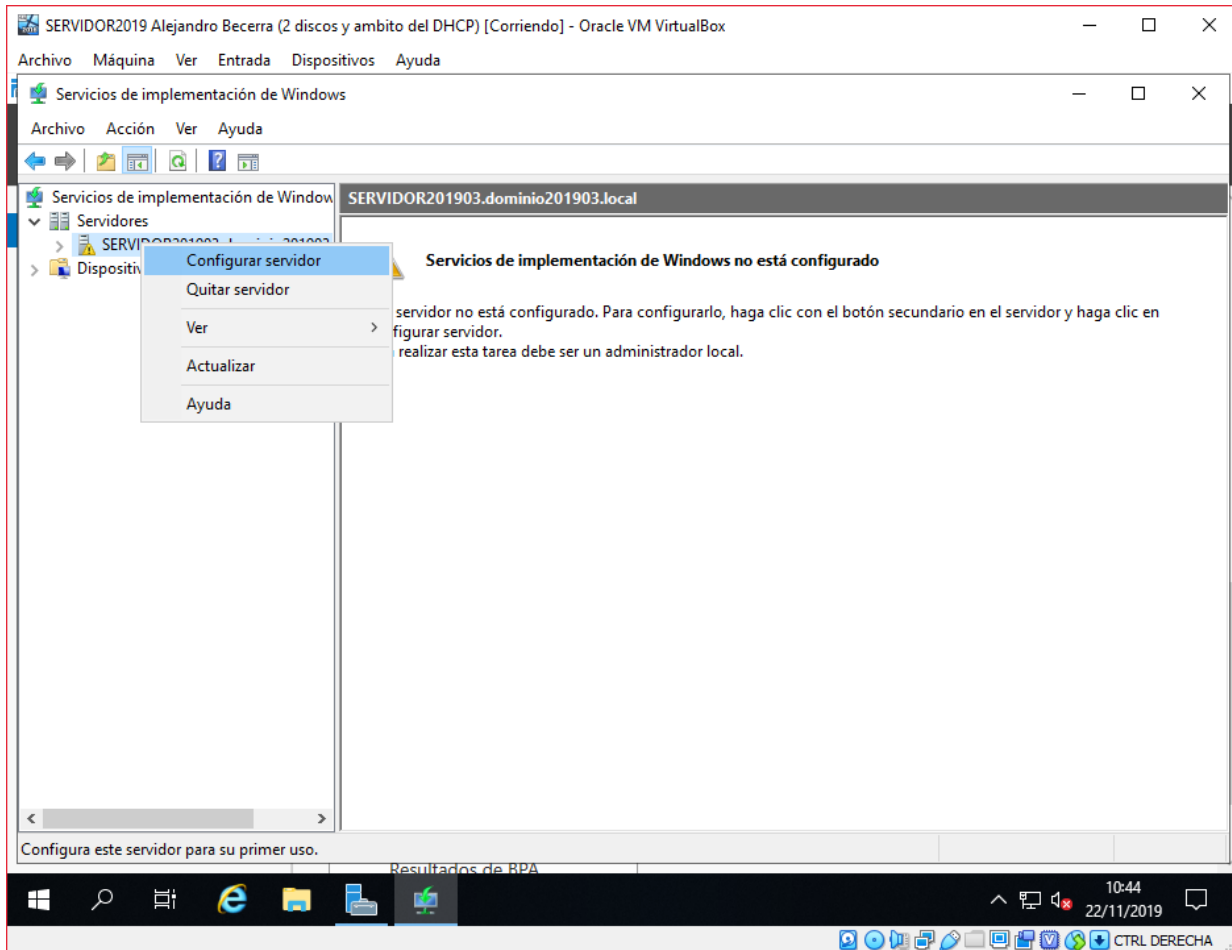 SERVIDOR2019 Alejandro Becerra (2 discos y ambito del DHCP) [Corriendo] - Oracle VM VirtualBox
Archivo Máquina Ver Entrada Dispositivos Ayuda
Servicios de implementación de Windows
Archivo Acción Ver Ayuda
Servicios de implementación de Window
SERVIDOR201903.dominio201903.local
Servidores
Configurar servidor
Quitar servidor
Ver
Actualizar
Ayuda
Servicios de implementación de Windows no está configurado
servidor no está configurado. Para configurarlo, haga clic con el botón secundario en el servidor y haga clic en
figurar servidor.
realizar esta tarea debe ser un administrador local.
Configura este servidor para su primer uso.
Resultados de BPA
10:44
22/11/2019
CTRL DERECHA